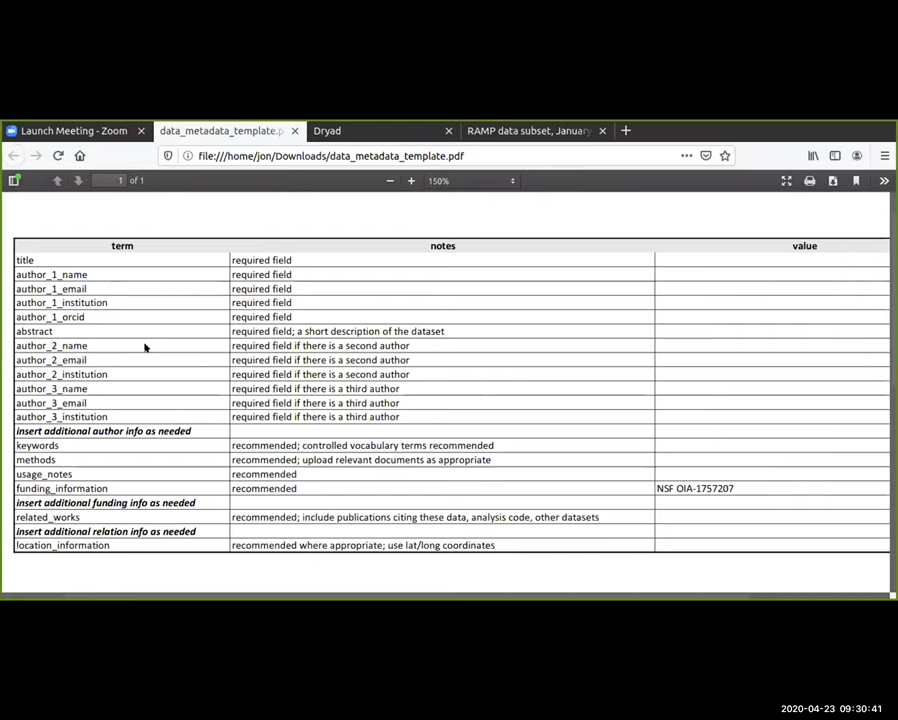 Launch Meeting - Zoom
data_metadata_template.p
Dryad
RAMP data subset, January
file:///home/jon/Downloads/data_metadata_template.pdf
1 of 1
150%
term notes value
title required field
author_1_name required field
author_1_email required field
author_1_institution required field
author_1_orcid required field
abstract required field; a short description of the dataset
author_2_name required field if there is a second author
author_2_email required field if there is a second author
author_2_institution required field if there is a second author
author_3_name required field if there is a third author
author_3_email required field if there is a third author
author_3_institution required field if there is a third author
insert additional author info as needed
keywords recommended; controlled vocabulary terms recommended
methods recommended; upload relevant documents as appropriate
usage_notes recommended
funding_information recommended NSF OIA-1757207
insert additional funding info as needed
related_works recommended; include publications citing these data, analysis code, other datasets
insert additional relation info as needed
location_information recommended where appropriate; use lat/long coordinates
2020-04-23 09:30:41